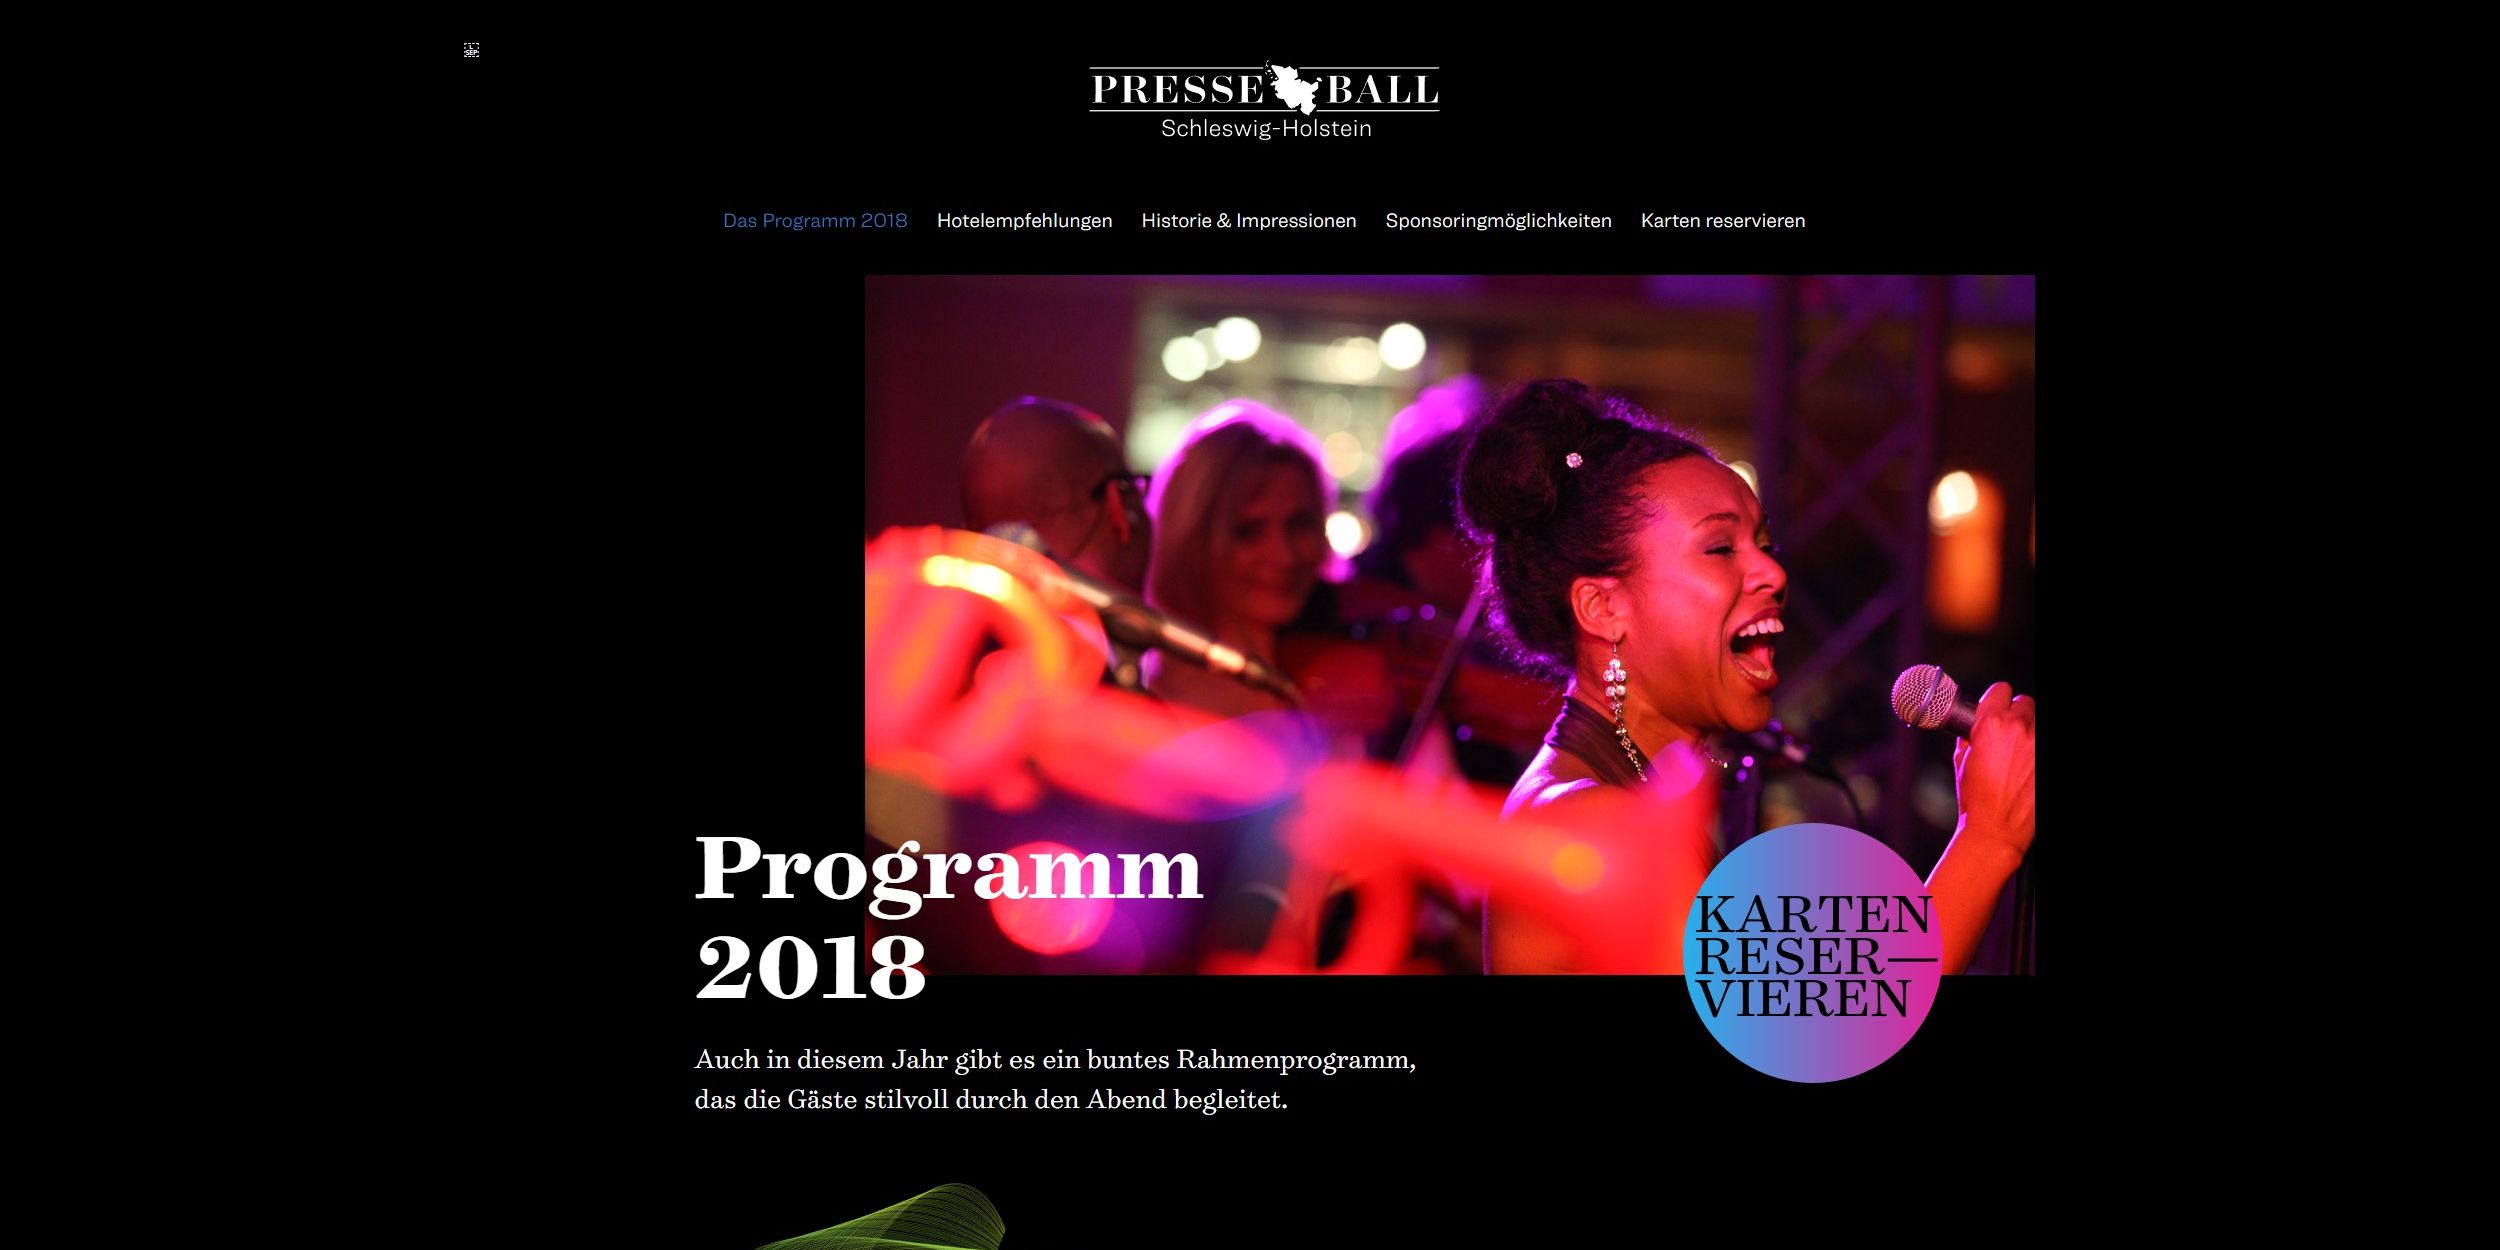 L
SEP
PRESSE BALL
Schleswig-Holstein
Das Programm 2018 Hotelempfehlungen Historie & Impressionen Sponsoringmöglichkeiten Karten reservieren
Programm
2018
KARTEN
RESER—
VIEREN
Auch in diesem Jahr gibt es ein buntes Rahmenprogramm,
das die Gäste stilvoll durch den Abend begleitet.